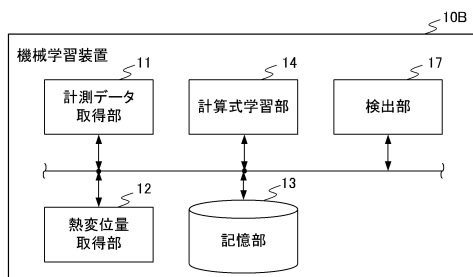 10B
機械学習装置
11
14
17
計測データ
取得部
計算式学習部
検出部
12
13
熱変位量
取得部
記憶部